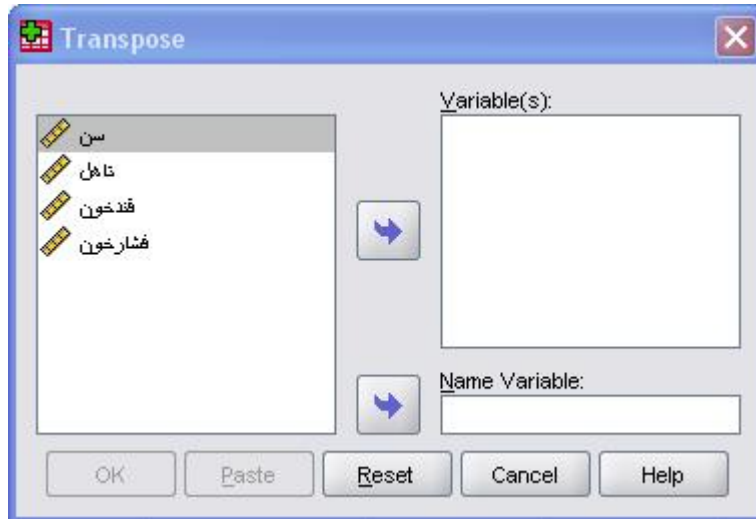 Transpose
Variable(s):
سن
تاهل
قندخون
فشارخون
Name Variable:
OK Paste Reset Cancel Help